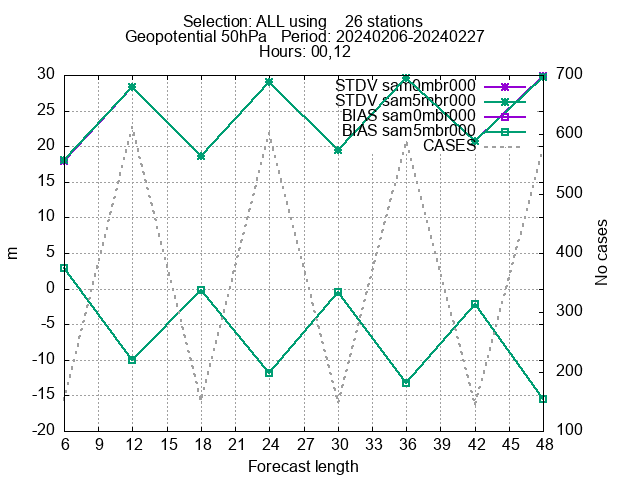 Selection: ALL using    26 stations
Geopotential 50hPa   Period: 20240206-20240227
Hours: 00,12
30 700
STDV sam0mbr000
STDV sam5mbr000
BIAS sam0mbr000
BIAS sam5mbr000
CASES
25
20 600
15
10 500
5 400
0
-5 300
-10 200
-15
-20 100
m
No cases
6 9 12 15 18 21 24 27 30 33 36 39 42 45 48
Forecast length